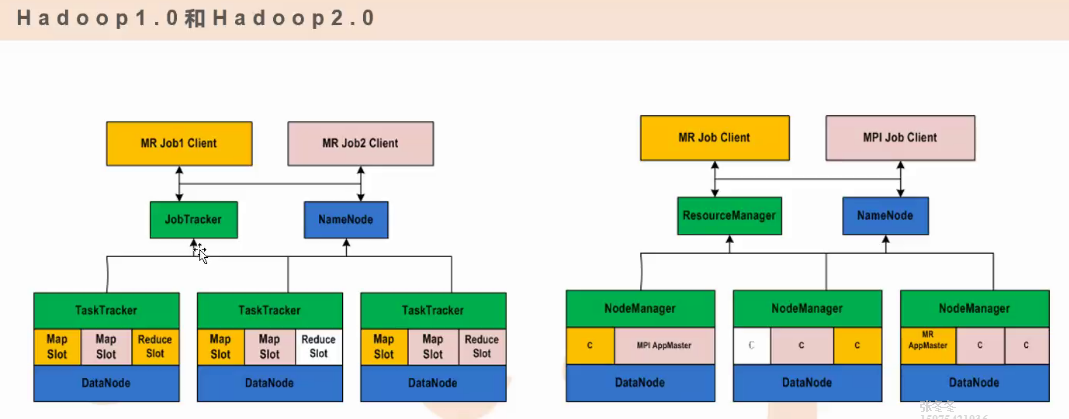 Hadoop1.0和Hadoop2.0
MR Job1 Client
MR Job2 Client
JobTracker
NameNode
TaskTracker
Map
Slot
Map
Slot
Reduce
Slot
DataNode
TaskTracker
Map
Slot
Map
Slot
Reduce
Slot
DataNode
TaskTracker
Map
Slot
Map
Slot
Reduce
Slot
DataNode
MR Job Client
MPI Job Client
ResourceManager
NameNode
NodeManager
C
MPI AppMaster
DataNode
NodeManager
C
C
C
DataNode
NodeManager
MR
AppMaster
C
C
DataNode
张冬冬